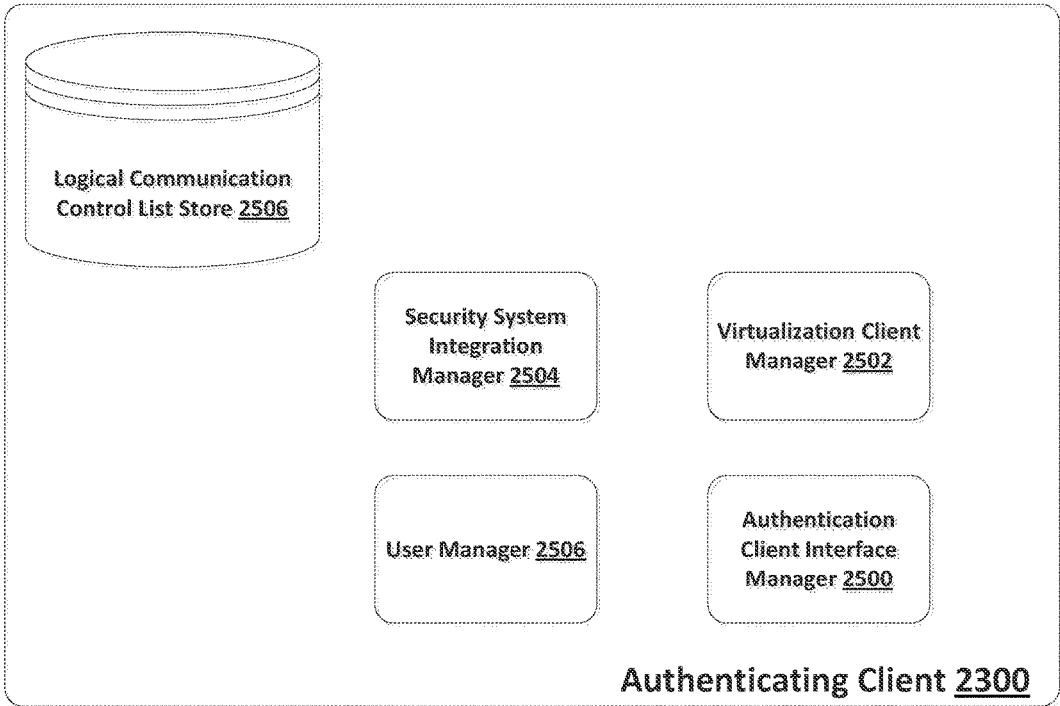 Logical Communication
Control List Store 2506
Security System
Integration
Manager 2504
Virtualization Client
Manager 2502
User Manager 2506
Authentication
Client Interface
Manager 2500
Authenticating Client 2300